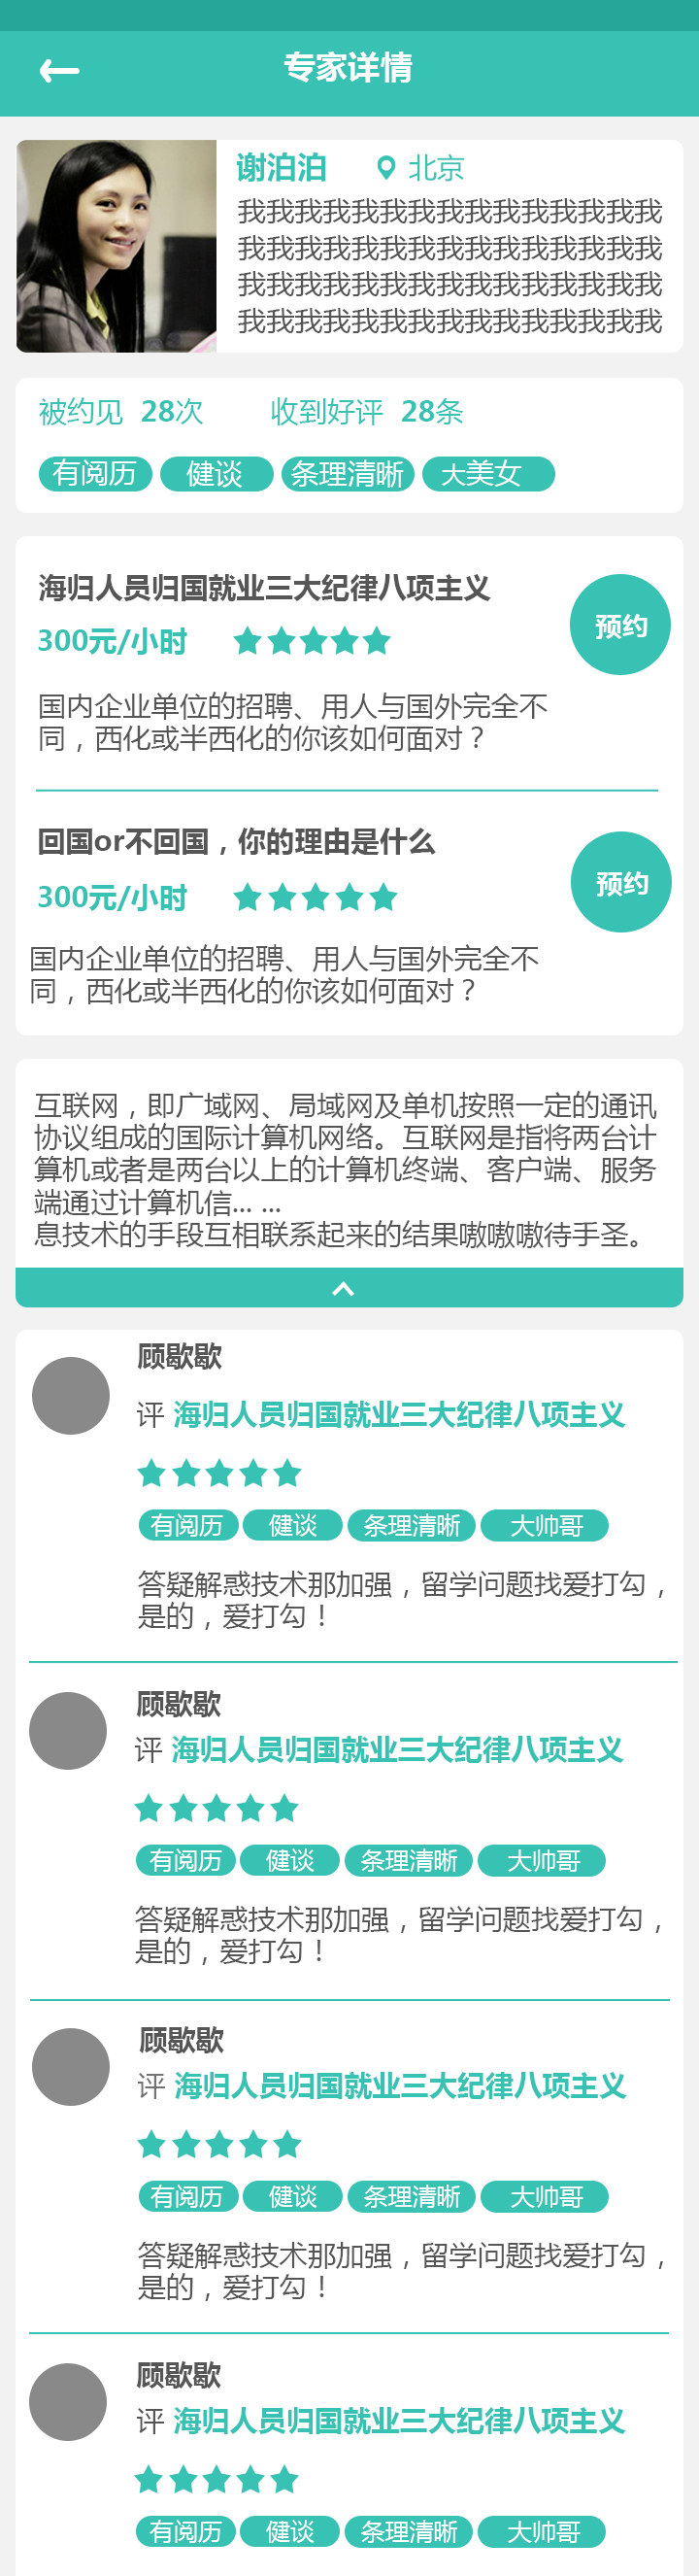 专家详情
谢泊泊 北京
我我我我我我我我我我我我我我我
我我我我我我我我我我我我我我我
我我我我我我我我我我我我我我我
我我我我我我我我我我我我我我我
被约见 28次 收到好评 28条
有阅历 健谈 条理清晰 大美女
海归人员归国就业三大纪律八项主义
300元/小时
预约
国内企业单位的招聘、用人与国外完全不
同，西化或半西化的你该如何面对？
回国or不回国，你的理由是什么
300元/小时
预约
国内企业单位的招聘、用人与国外完全不
同，西化或半西化的你该如何面对？
互联网，即广域网、局域网及单机按照一定的通讯
协议组成的国际计算机网络。互联网是指将两台计
算机或者是两台以上的计算机终端、客户端、服务
端通过计算机信... ...
息技术的手段互相联系起来的结果嗷嗷嗷待手圣。
顾歇歇
评 海归人员归国就业三大纪律八项主义
有阅历 健谈 条理清晰 大帅哥
答疑解惑技术那加强，留学问题找爱打勾，
是的，爱打勾！
顾歇歇
评 海归人员归国就业三大纪律八项主义
有阅历 健谈 条理清晰 大帅哥
答疑解惑技术那加强，留学问题找爱打勾，
是的，爱打勾！
顾歇歇
评 海归人员归国就业三大纪律八项主义
有阅历 健谈 条理清晰 大帅哥
答疑解惑技术那加强，留学问题找爱打勾，
是的，爱打勾！
顾歇歇
评 海归人员归国就业三大纪律八项主义
有阅历 健谈 条理清晰 大帅哥